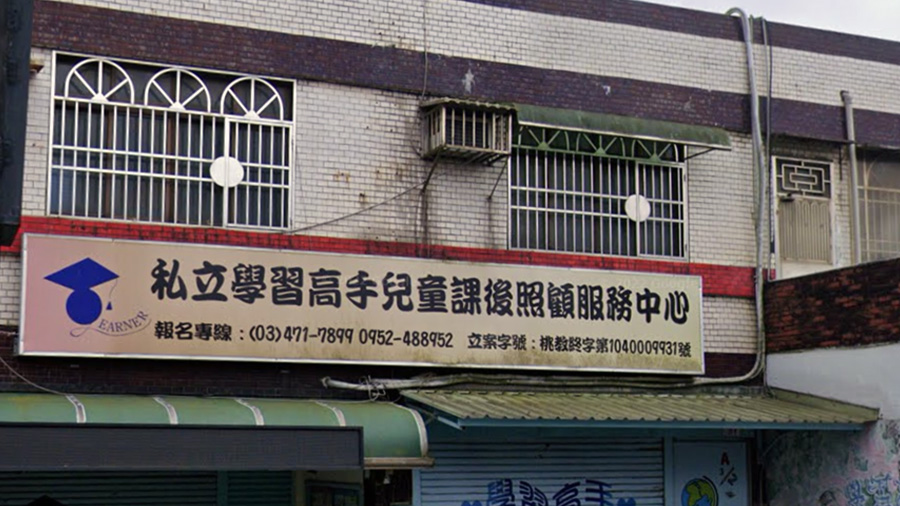 私立學習高手兒童課後照顧服務中心
LEARNER
報名專線：(03)471-7899 0952-488952 立案字號：桃教終字第1040009931號
學習高手
A